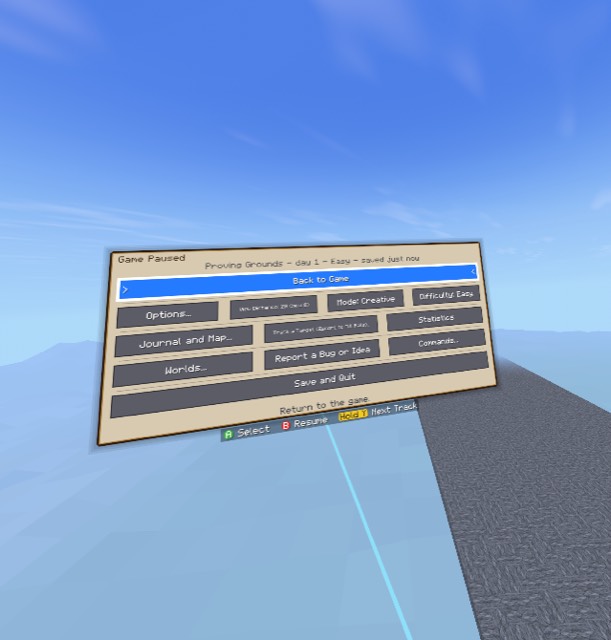 Game Paused
Proving Grounds - day 1 - Easy - saved just now
> Back to Game <
Options...
Mode: Creative
Difficulty: Easy
Journal and Map...
Statistics
Worlds...
Report a Bug or Idea
Commands...
Save and Quit
Return to the game.
A Select B Resume Hold Y Next Track